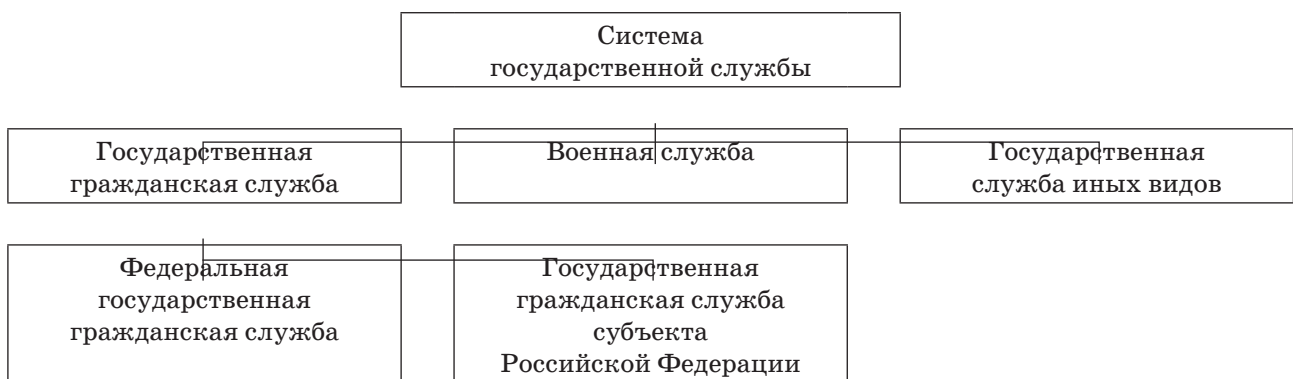 Система
государственной службы
Государственная
гражданская служба
Военная служба
Государственная
служба иных видов
Федеральная
государственная
гражданская служба
Государственная
гражданская служба
субъекта
Российской Федерации